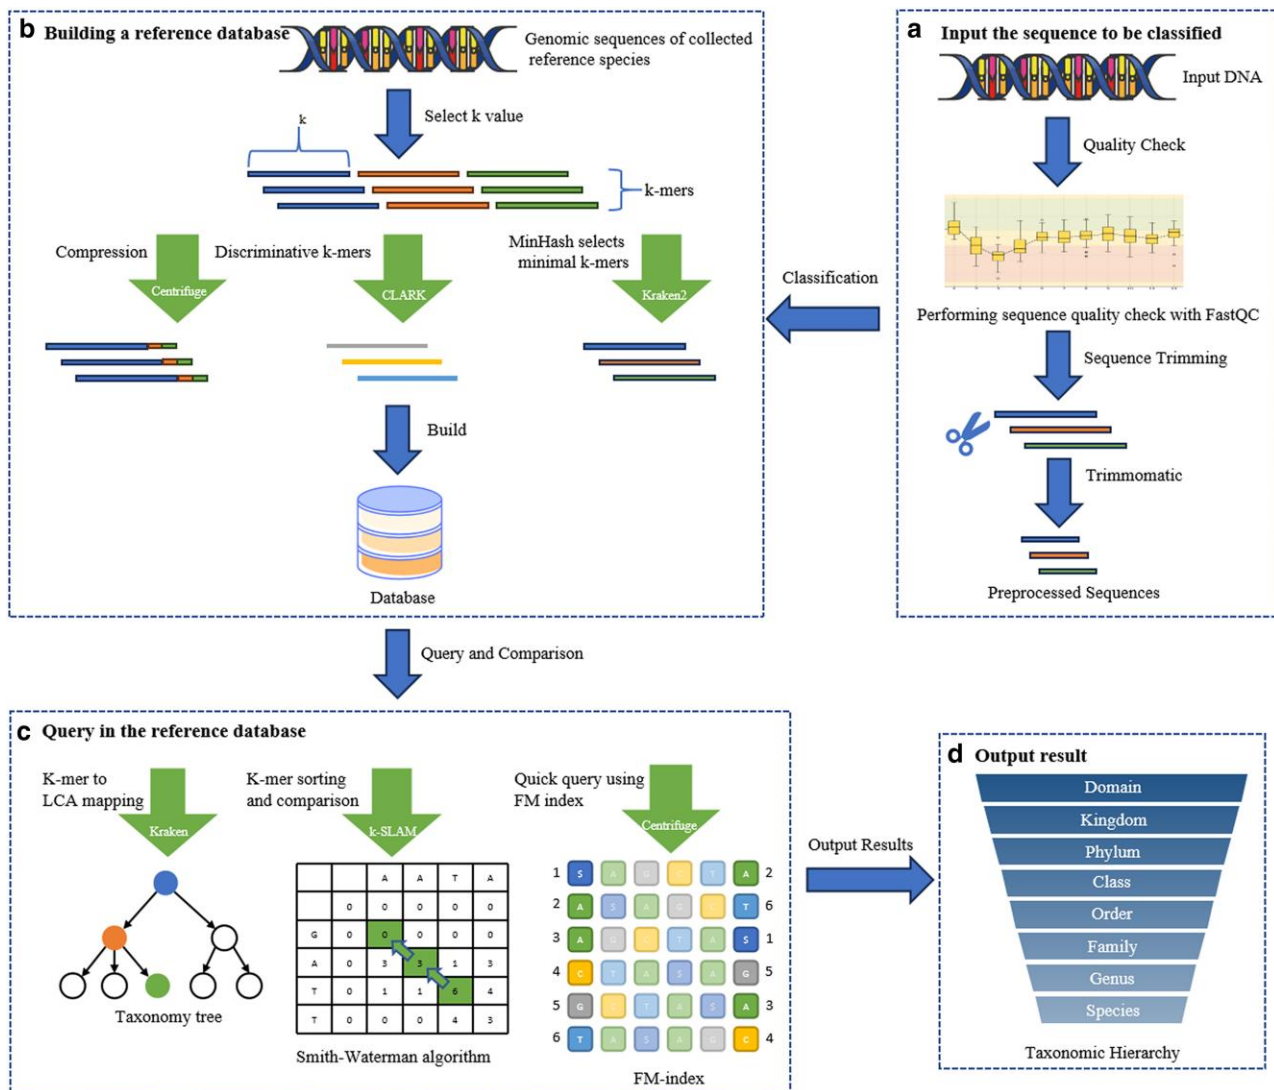 b Building a reference database
Genomic sequences of collected
reference species
Select k value
k
k-mers
Compression
Centrifuge
Discriminative k-mers
CLARK
MinHash selects
minimal k-mers
Kraken2
Build
Database
a Input the sequence to be classified
Input DNA
Quality Check
Performing sequence quality check with FastQC
Sequence Trimming
Trimmomatic
Preprocessed Sequences
Classification
Query and Comparison
c Query in the reference database
K-mer to
LCA mapping
Kraken
Taxonomy tree
K-mer sorting
and comparison
k-SLAM
A A T A
0 0 0 0 0
G 0 0 0 0 0
A 0 3 3 1 3
T 0 1 1 6 4
T 0 0 0 4 3
Smith-Waterman algorithm
Quick query using
FM index
Centrifuge
1 S A G C T A 2
2 A S A G C T 6
3 A G C T A S 1
4 C T A S A G 5
5 G C T A S A 3
6 T A S A G C 4
FM-index
Output Results
d Output result
Domain
Kingdom
Phylum
Class
Order
Family
Genus
Species
Taxonomic Hierarchy